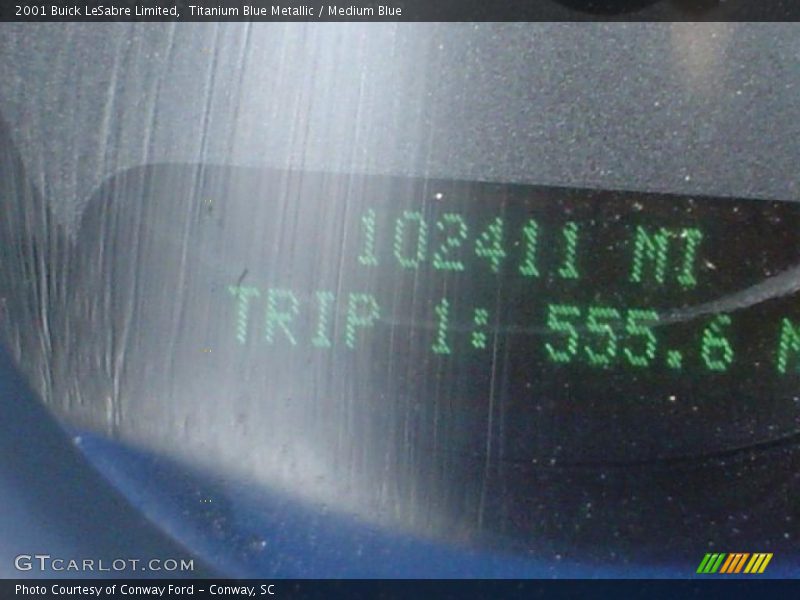 2001 Buick LeSabre Limited,  Titanium Blue Metallic / Medium Blue
102411 MI
TRIP 1: 555.6 M
GTCARLOT.COM
Photo Courtesy of Conway Ford – Conway, SC